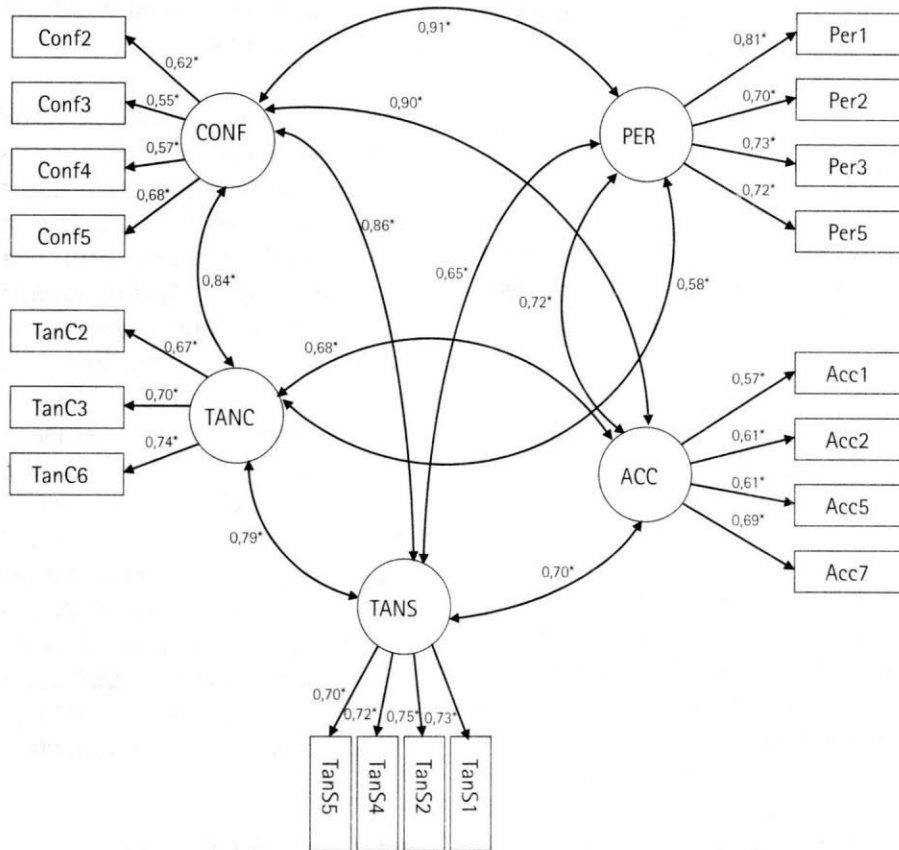 Conf2
Conf3
Conf4
Conf5
0,62*
0,55*
0,57*
0,68*
CONF
0,91*
0,90*
0,86*
0,84*
PER
0,81*
0,70*
0,73*
0,72*
Per1
Per2
Per3
Per5
0,65*
0,72*
0,58*
TanC2
TanC3
TanC6
0,67*
0,70*
0,74*
TANC
0,68*
0,79*
ACC
0,57*
0,61*
0,61*
0,69*
Acc1
Acc2
Acc5
Acc7
0,70*
TANS
0,70*
0,72*
0,75*
0,73*
TanS5
TanS4
TanS2
TanS1